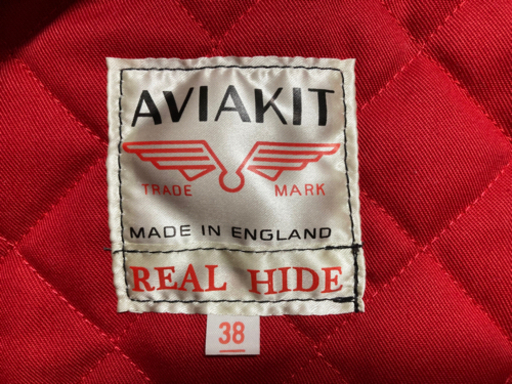 AVIAKIT
TRADE MARK
MADE IN ENGLAND
REAL HIDE
38